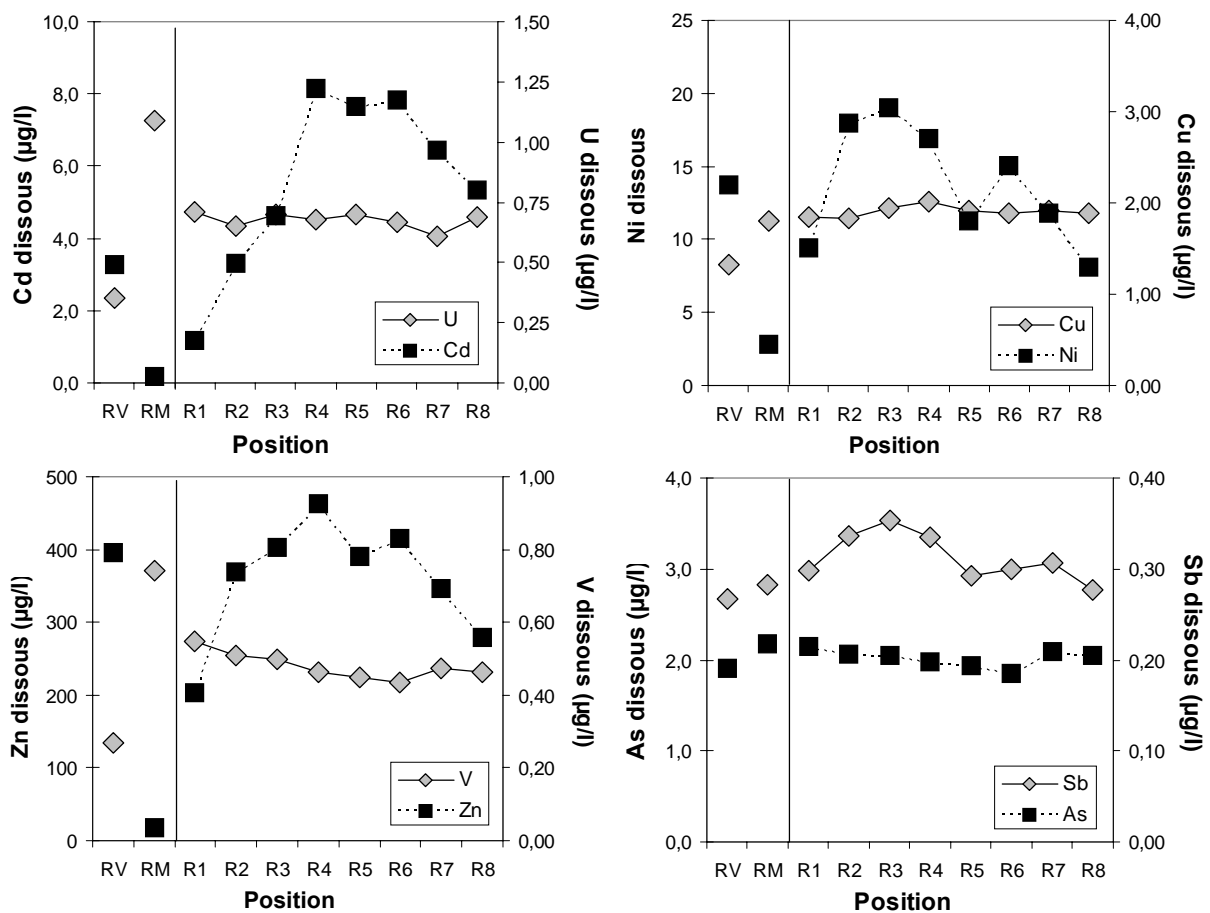 10,0
8,0
6,0
4,0
2,0
0,0
Cd dissous (µg/l)
1,50
1,25
1,00
0,75
0,50
0,25
0,00
U dissous (µg/l)
U
Cd
RV RM R1 R2 R3 R4 R5 R6 R7 R8
Position
25
20
15
10
5
0
Ni dissous
4,00
3,00
2,00
1,00
0,00
Cu dissous (µg/l)
Cu
Ni
RV RM R1 R2 R3 R4 R5 R6 R7 R8
Position
500
400
300
200
100
0
Zn dissous (µg/l)
1,00
0,80
0,60
0,40
0,20
0,00
V dissous (µg/l)
V
Zn
RV RM R1 R2 R3 R4 R5 R6 R7 R8
Position
4,0
3,0
2,0
1,0
0,0
As dissous (µg/l)
0,40
0,30
0,20
0,10
0,00
Sb dissous (µg/l)
Sb
As
RV RM R1 R2 R3 R4 R5 R6 R7 R8
Position